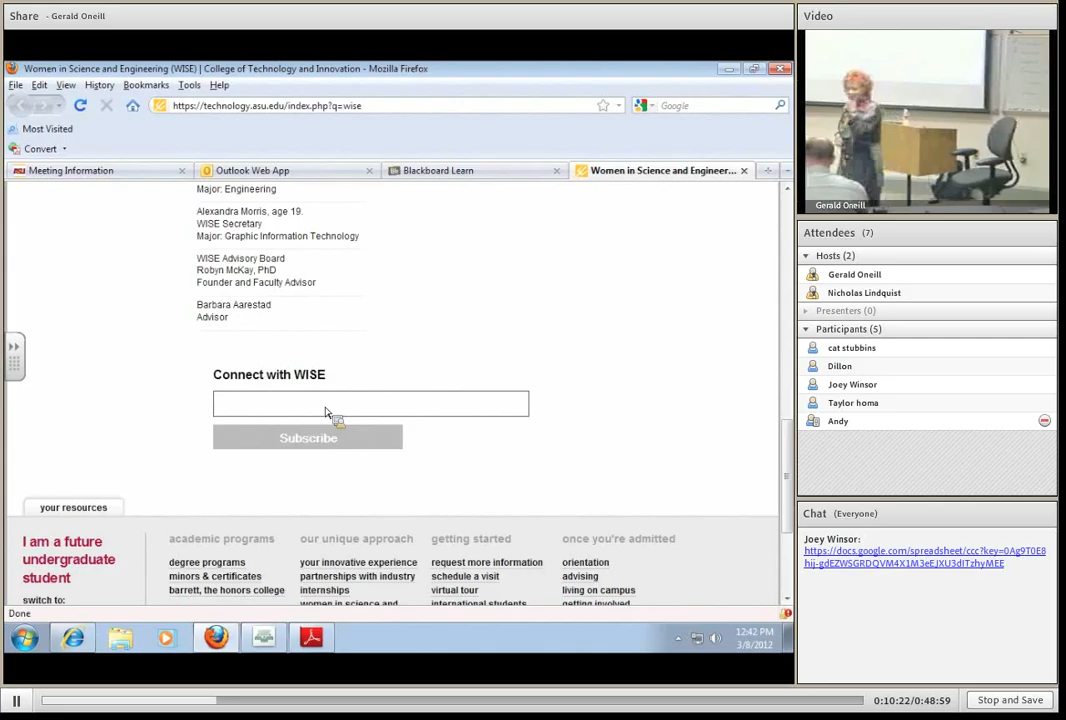 Share - Gerald Oneill
Women in Science and Engineering (WISE) | College of Technology and Innovation - Mozilla Firefox
File Edit View History Bookmarks Tools Help
https://technology.asu.edu/index.php?q=wise
Google
Most Visited
Convert
Meeting Information
Outlook Web App
Blackboard Learn
Women in Science and Engineer...
Major: Engineering
Alexandra Morris, age 19.
WISE Secretary
Major: Graphic Information Technology
WISE Advisory Board
Robyn McKay, PhD
Founder and Faculty Advisor
Barbara Aarestad
Advisor
Connect with WISE
Subscribe
your resources
I am a future
undergraduate
student
switch to:
academic programs
degree programs
minors & certificates
barrett, the honors college
our unique approach
your innovative experience
partnerships with industry
internships
women in science and
getting started
request more information
schedule a visit
virtual tour
international students
once you're admitted
orientation
advising
living on campus
getting involved
Done
12:42 PM
3/8/2012
Video
Gerald Oneill
Attendees (7)
Hosts (2)
Gerald Oneill
Nicholas Lindquist
Presenters (0)
Participants (5)
cat stubbins
Dillon
Joey Winsor
Taylor homa
Andy
Chat (Everyone)
Joey Winsor:
https://docs.google.com/spreadsheet/ccc?key=0Ag9T0E8
hij-gdEZWSGRDQVM4X1M3eEJXU3dITzhyMEE
0:10:22/0:48:59
Stop and Save